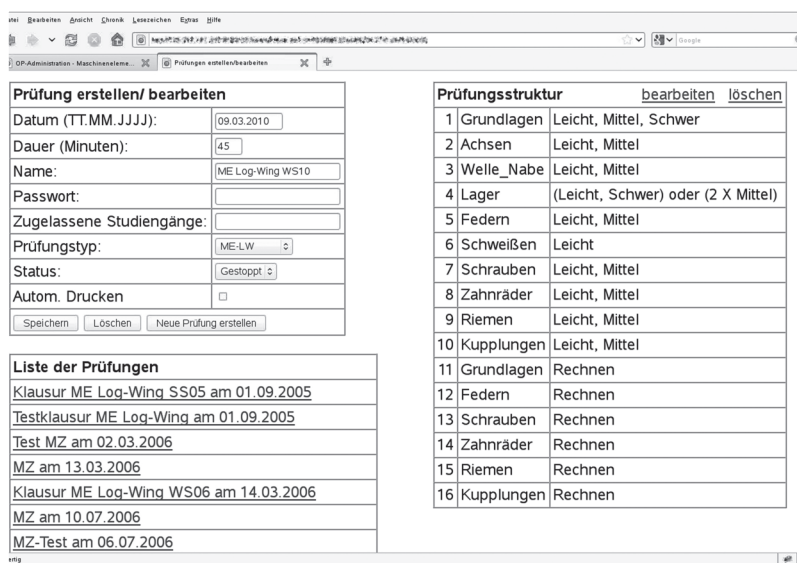 atei Bearbeiten Ansicht Chronik Lesezeichen Extras Hilfe
Google
OP-Administration - Maschineneleme...
Prüfungen erstellen/bearbeiten
Prüfung erstellen/ bearbeiten
Datum (TT.MM.JJJJ): 09.03.2010
Dauer (Minuten): 45
Name: ME Log-Wing WS10
Passwort:
Zugelassene Studiengänge:
Prüfungstyp: ME-LW
Status: Gestoppt
Autom. Drucken
Speichern Löschen Neue Prüfung erstellen
Liste der Prüfungen
Klausur ME Log-Wing SS05 am 01.09.2005
Testklausur ME Log-Wing am 01.09.2005
Test MZ am 02.03.2006
MZ am 13.03.2006
Klausur ME Log-Wing WS06 am 14.03.2006
MZ am 10.07.2006
MZ-Test am 06.07.2006
Prüfungsstruktur bearbeiten löschen
1 Grundlagen Leicht, Mittel, Schwer
2 Achsen Leicht, Mittel
3 Welle_Nabe Leicht, Mittel
4 Lager (Leicht, Schwer) oder (2 X Mittel)
5 Federn Leicht, Mittel
6 Schweißen Leicht
7 Schrauben Leicht, Mittel
8 Zahnräder Leicht, Mittel
9 Riemen Leicht, Mittel
10 Kupplungen Leicht, Mittel
11 Grundlagen Rechnen
12 Federn Rechnen
13 Schrauben Rechnen
14 Zahnräder Rechnen
15 Riemen Rechnen
16 Kupplungen Rechnen
ertig